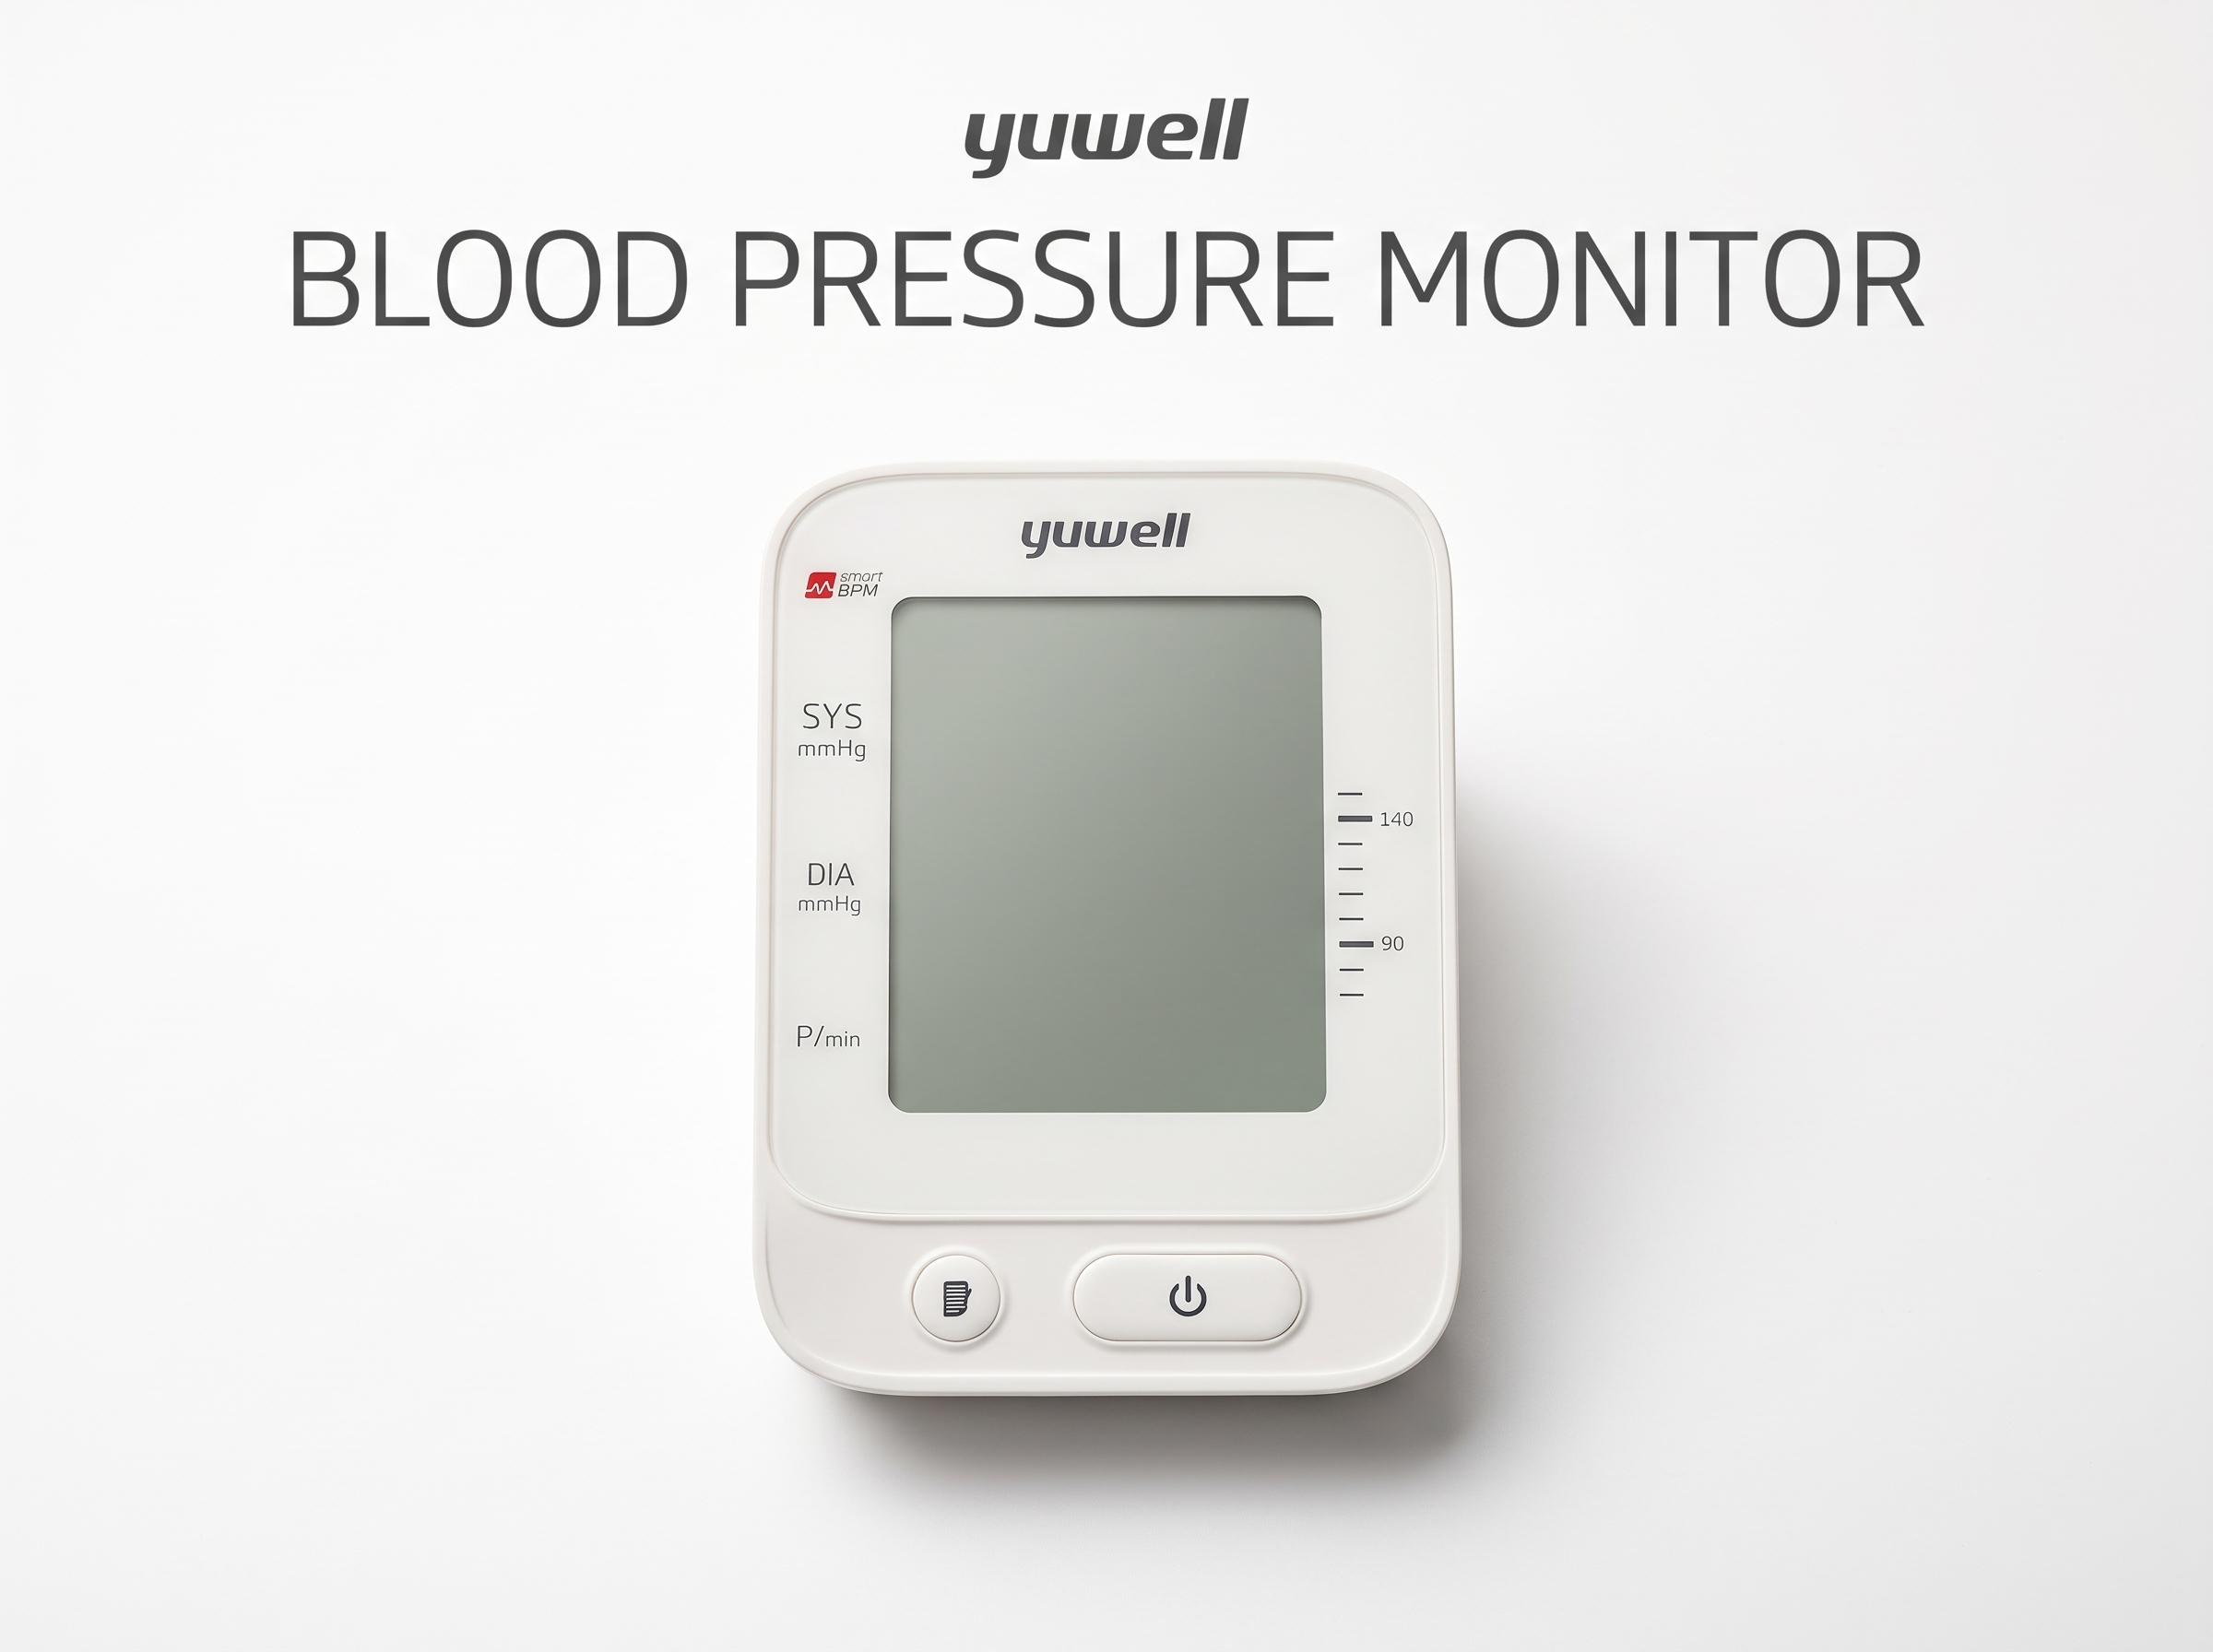 yuwell
BLOOD PRESSURE MONITOR
yuwell
smart
BPM
SYS
mmHg
140
DIA
mmHg
90
P/min